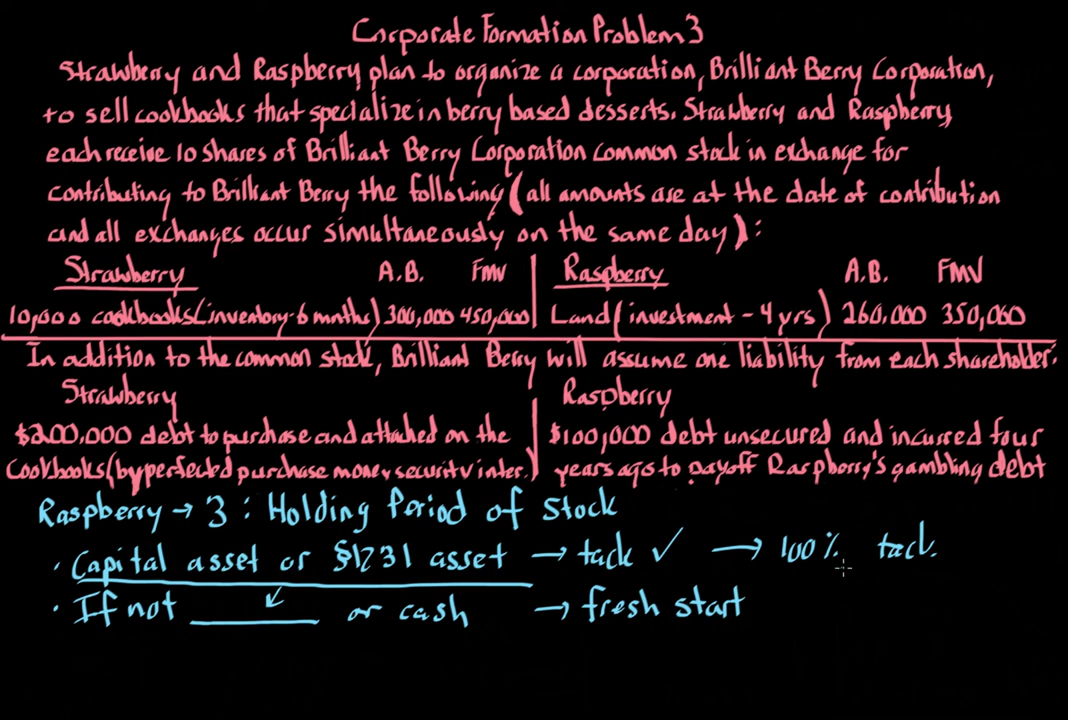 Corporate Formation Problem 3
Strawberry and Raspberry plan to organize a corporation, Brilliant Berry Corporation,
to sell cookbooks that specialize in berry based desserts. Strawberry and Raspberry
each receive 10 shares of Brilliant Berry Corporation common stock in exchange for
contributing to Brilliant Berry the following (all amounts are at the date of contribution
and all exchanges occur simultaneously on the same day):
Strawberry A.B. FMV Raspberry A.B. FMV
10,000 cookbooks (inventory-6 months) 300,000 450,000 Land (investment - 4 yrs) 260,000 350,000
In addition to the common stock, Brilliant Berry will assume one liability from each shareholder:
Strawberry Raspberry
$200,000 debt to purchase and attached on the $100,000 debt unsecured and incurred four
cookbooks (by perfected purchase money security inter.) years ago to payoff Raspberry's gambling debt
Raspberry → 3: Holding Period of Stock
· Capital asset or §1231 asset → tack ✓ → 100% tack.
· If not ______ or cash → fresh start